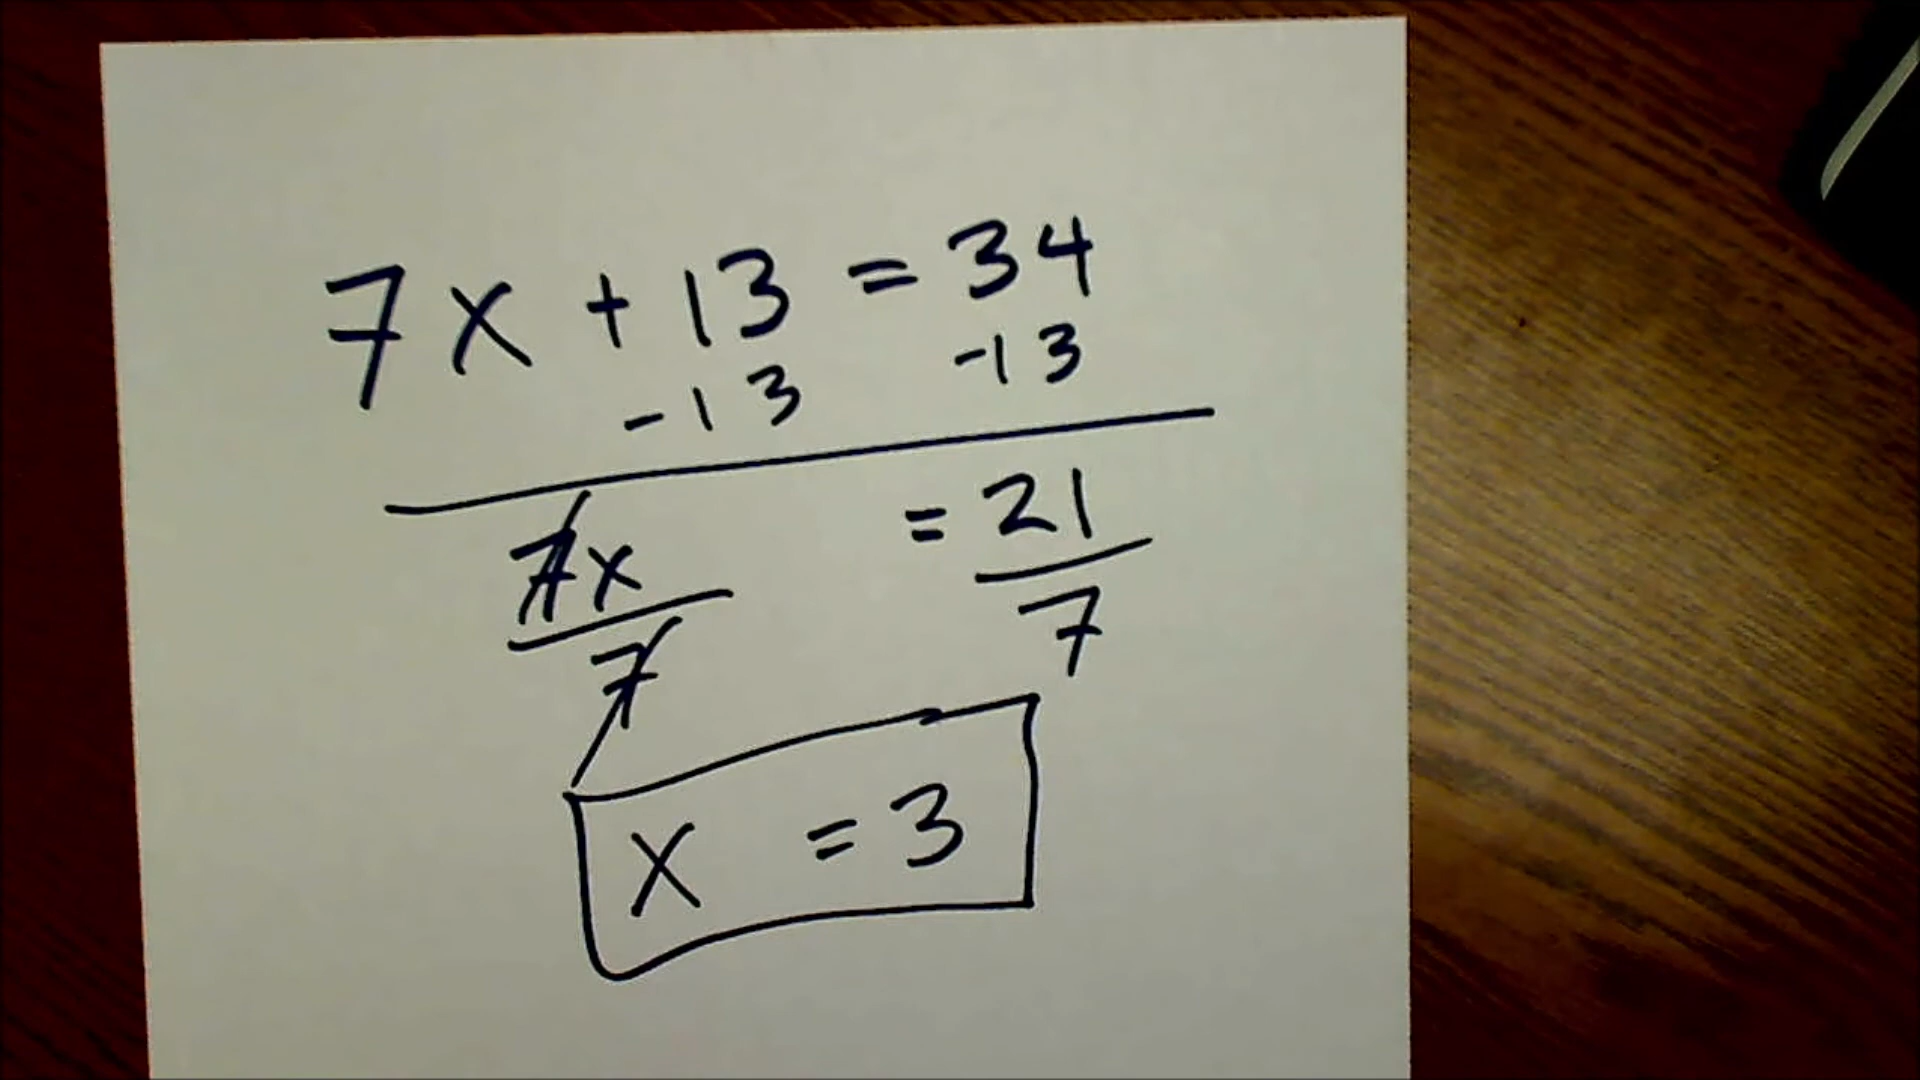 7x + 13 = 34
-13 -13
7x = 21
7 7
x = 3